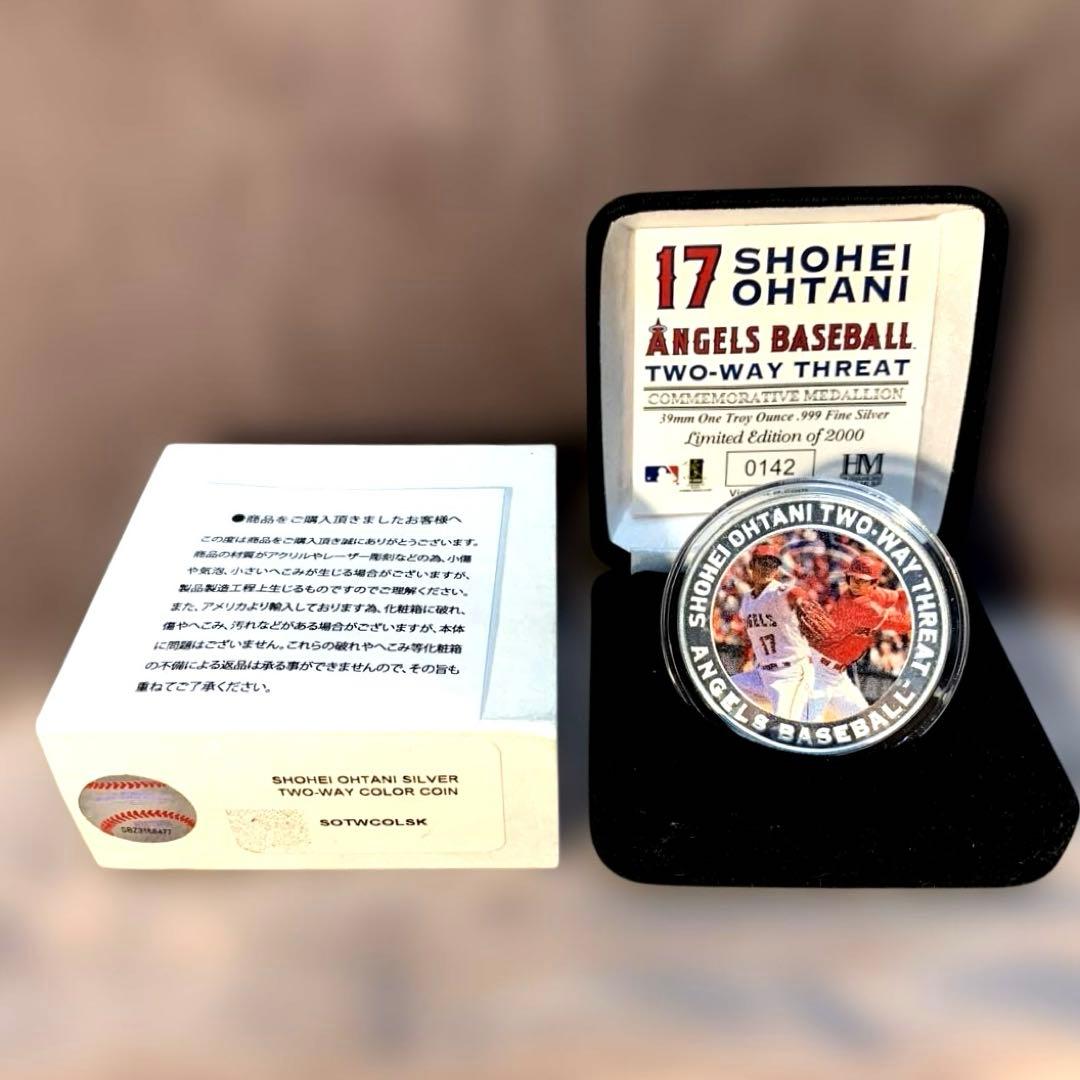 ●商品をご購入頂きましたお客様へ
この度は商品をご購入頂き誠にありがとうございます。
商品の材質がアクリルやレーザー彫刻などの為、小傷
や気泡、小さいへこみが生じる場合がございますが、
製品製造工程上生じるものですのでご理解ください。
また、アメリカより輸入しております為、化粧箱に破れ、
傷やへこみ、汚れなどがある場合がございますが、本体
に問題はございません。これらの破れやへこみ等化粧箱
の不備による返品は承る事ができませんので、その旨も
重ねてご了承ください。
SHOHEI OHTANI SILVER
TWO-WAY COLOR COIN
SOTWCOLSK
17 SHOHEI
OHTANI
ANGELS BASEBALL
TWO-WAY THREAT
COMMEMORATIVE MEDALLION
39mm One Troy Ounce .999 Fine Silver
Limited Edition of 2000
0142
HM
SHOHEI OHTANI TWO-WAY THREAT
ANGELS BASEBALL
17